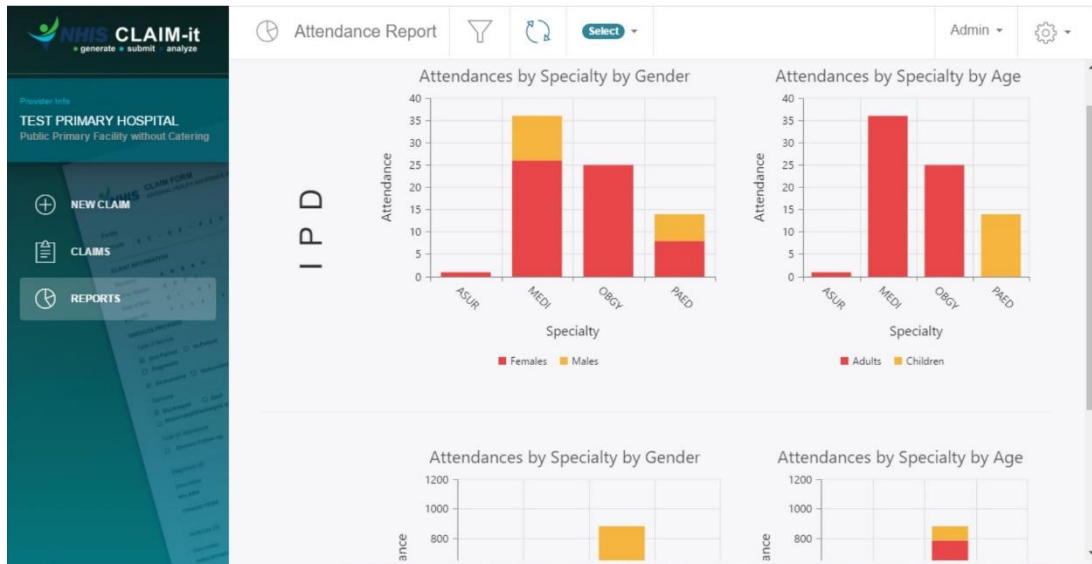 NHIS CLAIM-it
generate submit analyze
Attendance Report
Select
Admin
Provider Info
TEST PRIMARY HOSPITAL
Public Primary Facility without Catering
NEW CLAIM
CLAIMS
REPORTS
NHIS CLAIM FORM
IPD
Attendances by Specialty by Gender
40
35
30
25
20
15
10
5
0
Attendance
ASUR MEDI OBGY PAED
Specialty
Females Males
Attendances by Specialty by Age
40
35
30
25
20
15
10
5
0
Attendance
ASUR MEDI OBGY PAED
Specialty
Adults Children
Attendances by Specialty by Gender
1200
1000
800
ance
Attendances by Specialty by Age
1200
1000
800
ance